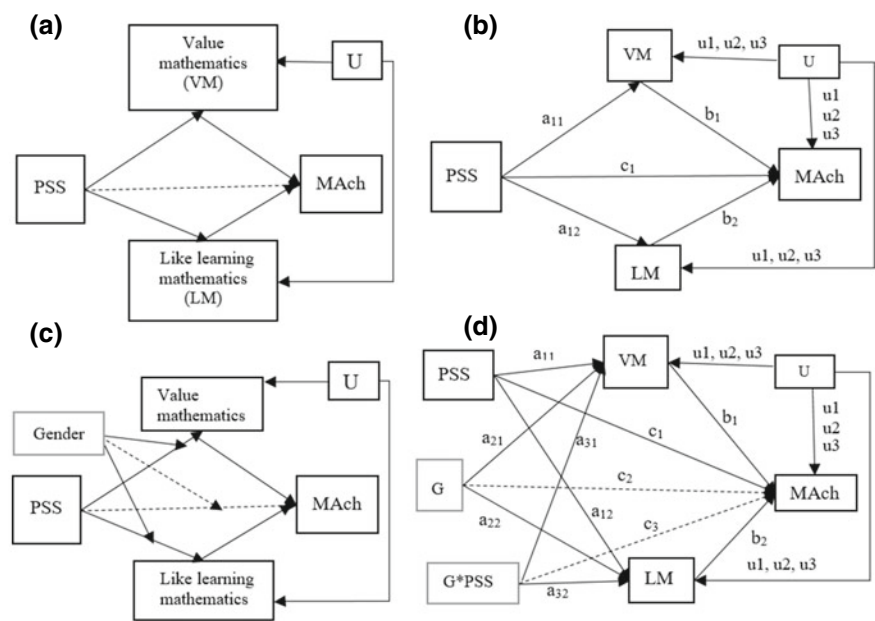 (a)
Value
mathematics
(VM)
U
PSS
MAch
Like learning
mathematics
(LM)
(b)
VM
u1, u2, u3
U
a₁₁
b₁
u1
u2
u3
PSS
c₁
MAch
a₁₂
b₂
LM
u1, u2, u3
(c)
Value
mathematics
U
Gender
PSS
MAch
Like learning
mathematics
(d)
PSS
a₁₁
VM
u1, u2, u3
U
a₂₁
a₃₁
c₁
b₁
u1
u2
u3
G
c₂
MAch
a₂₂
a₁₂
c₃
b₂
G*PSS
a₃₂
LM
u1, u2, u3